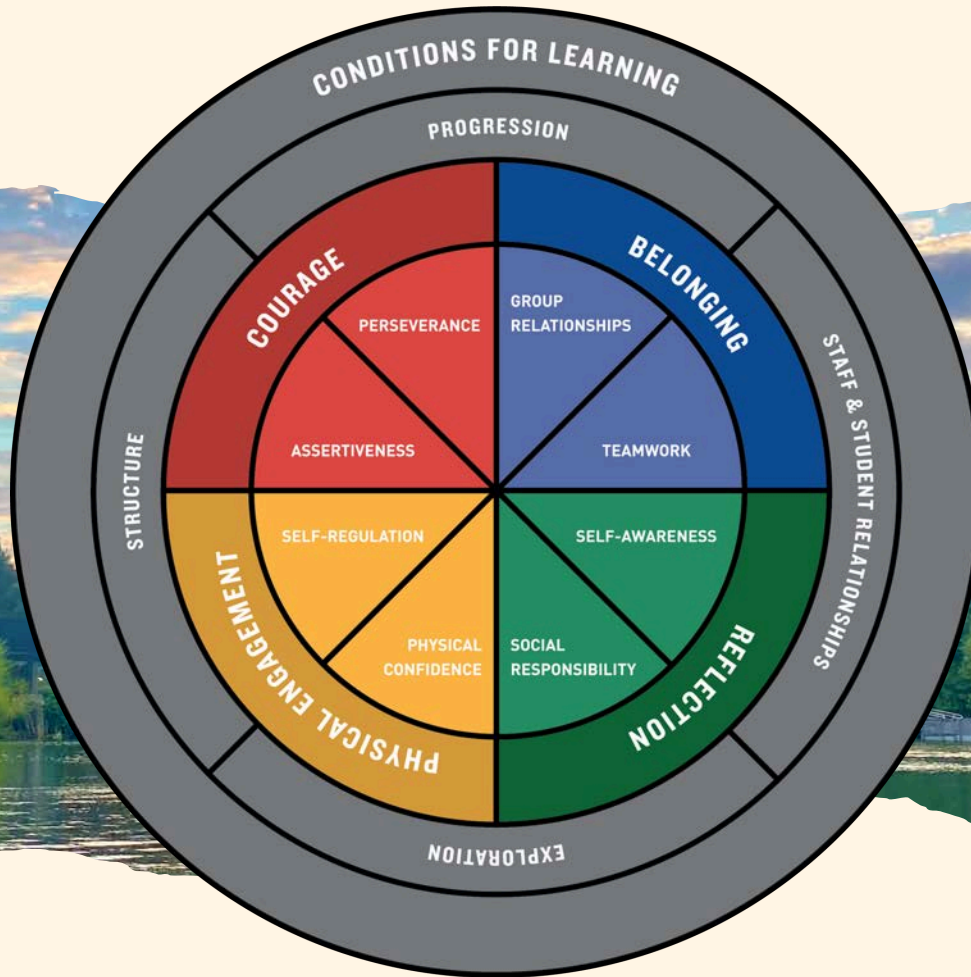 CONDITIONS FOR LEARNING
PROGRESSION
COURAGE
BELONGING
PERSEVERANCE
GROUP
RELATIONSHIPS
STRUCTURE
ASSERTIVENESS
TEAMWORK
STAFF & STUDENT RELATIONSHIPS
SELF-REGULATION
SELF-AWARENESS
PHYSICAL ENGAGEMENT
PHYSICAL
CONFIDENCE
SOCIAL
RESPONSIBILITY
REFLECTION
EXPLORATION